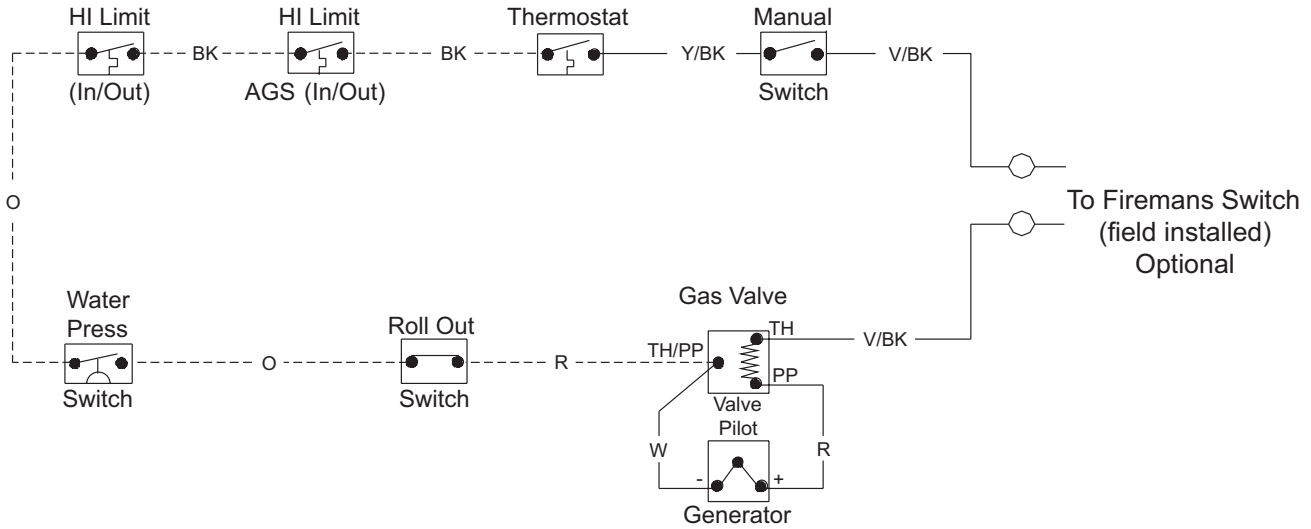 HI Limit
HI Limit
Thermostat
Manual
BK
BK
Y/BK
V/BK
(In/Out)
AGS (In/Out)
Switch
O
To Firemans Switch
(field installed)
Optional
Water
Press
Switch
O
Roll Out
Switch
R
Gas Valve
TH/PP
TH
V/BK
PP
Valve
Pilot
W
R
- +
Generator